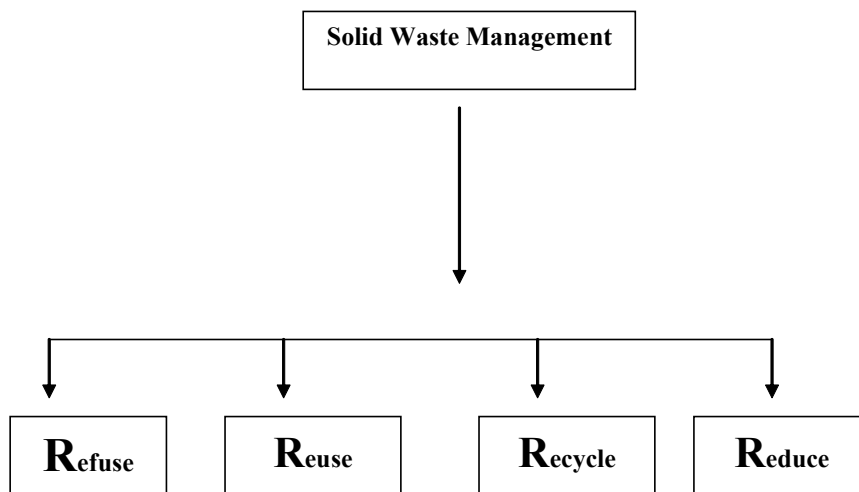 Solid Waste Management
Refuse
Reuse
Recycle
Reduce